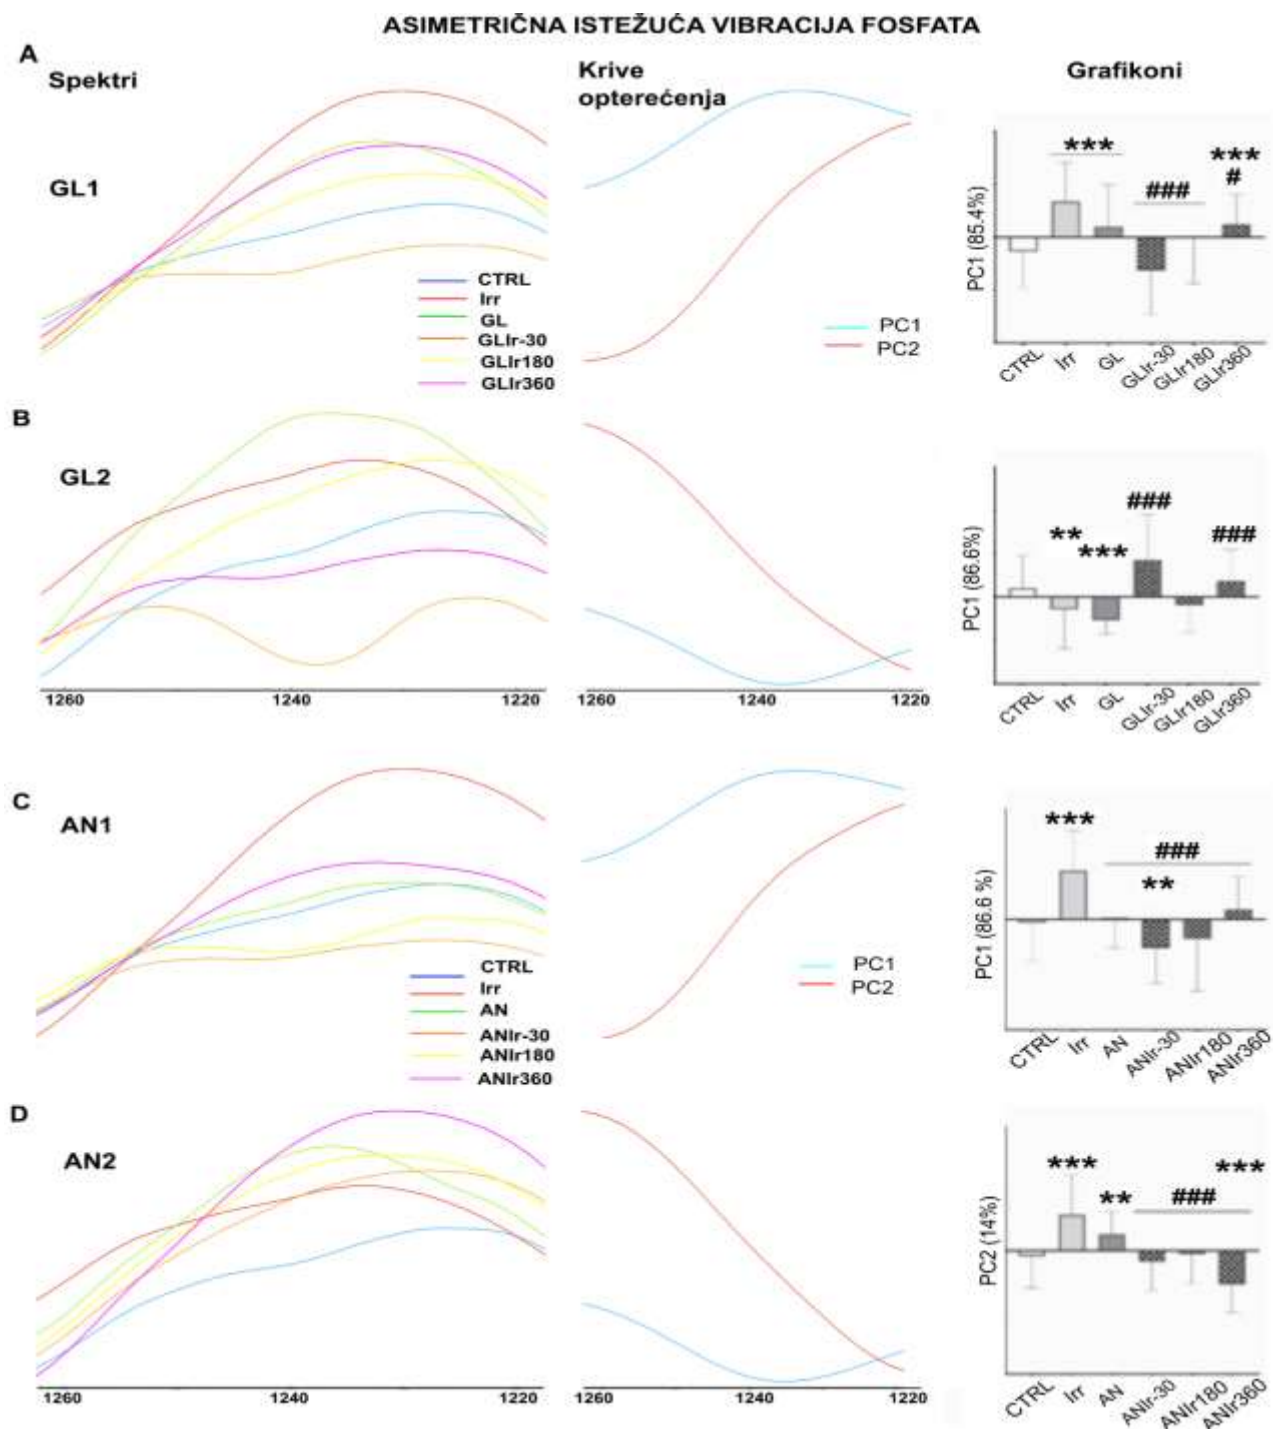 ASIMETRIČNA ISTEŽUĆA VIBRACIJA FOSFATA
A
Spektri
Krive
opterećenja
Grafikoni
GL1
CTRL
Irr
GL
GLIr-30
GLIr180
GLIr360
PC1
PC2
PC1 (85.4%)
***
###
***
#
CTRL
Irr
GL
GLIr-30
GLIr180
GLIr360
B
GL2
1260
1240
1220
1260
1240
1220
PC1 (86.6%)
**
***
###
###
CTRL
Irr
GL
GLIr-30
GLIr180
GLIr360
C
AN1
CTRL
Irr
AN
ANIr-30
ANIr180
ANIr360
PC1
PC2
PC1 (86.6 %)
***
###
**
CTRL
Irr
AN
ANIr-30
ANIr180
ANIr360
D
AN2
1260
1240
1220
1260
1240
1220
PC2 (14%)
***
**
###
***
CTRL
Irr
AN
ANIr-30
ANIr180
ANIr360